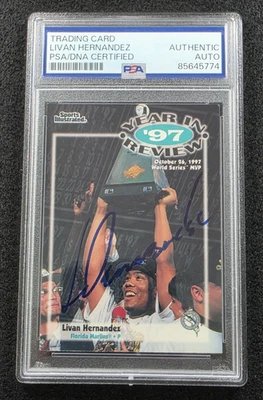 TRADING CARD
LIVAN HERNANDEZ
PSA/DNA CERTIFIED
AUTHENTIC
AUTO
85645774
PSA
Sports Illustrated
YEAR IN
'97
REVIEW
October 26, 1997
World Series MVP
Livan Hernandez
Florida Marlins • P